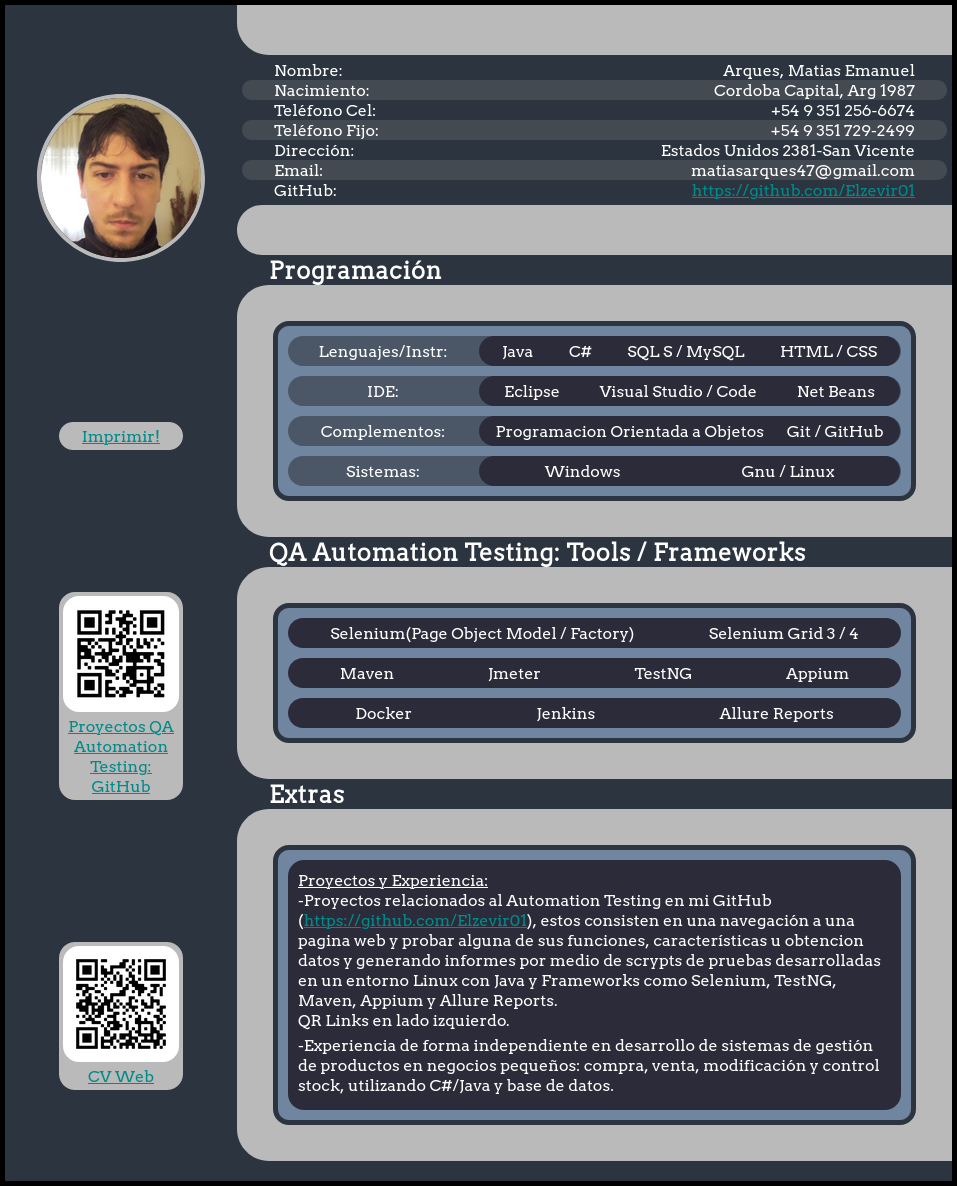 Nombre: Arques, Matias Emanuel
Nacimiento: Cordoba Capital, Arg 1987
Teléfono Cel: +54 9 351 256-6674
Teléfono Fijo: +54 9 351 729-2499
Dirección: Estados Unidos 2381-San Vicente
Email: matiasarques47@gmail.com
GitHub: https://github.com/Elzevir01
Programación
Lenguajes/Instr: Java C# SQL S / MySQL HTML / CSS
IDE: Eclipse Visual Studio / Code Net Beans
Complementos: Programacion Orientada a Objetos Git / GitHub
Sistemas: Windows Gnu / Linux
Imprimir!
QA Automation Testing: Tools / Frameworks
Selenium(Page Object Model / Factory) Selenium Grid 3 / 4
Maven Jmeter TestNG Appium
Docker Jenkins Allure Reports
Proyectos QA
Automation
Testing:
GitHub
Extras
Proyectos y Experiencia:
-Proyectos relacionados al Automation Testing en mi GitHub
(https://github.com/Elzevir01), estos consisten en una navegación a una
pagina web y probar alguna de sus funciones, características u obtencion
datos y generando informes por medio de scrypts de pruebas desarrolladas
en un entorno Linux con Java y Frameworks como Selenium, TestNG,
Maven, Appium y Allure Reports.
QR Links en lado izquierdo.
-Experiencia de forma independiente en desarrollo de sistemas de gestión
de productos en negocios pequeños: compra, venta, modificación y control
stock, utilizando C#/Java y base de datos.
CV Web